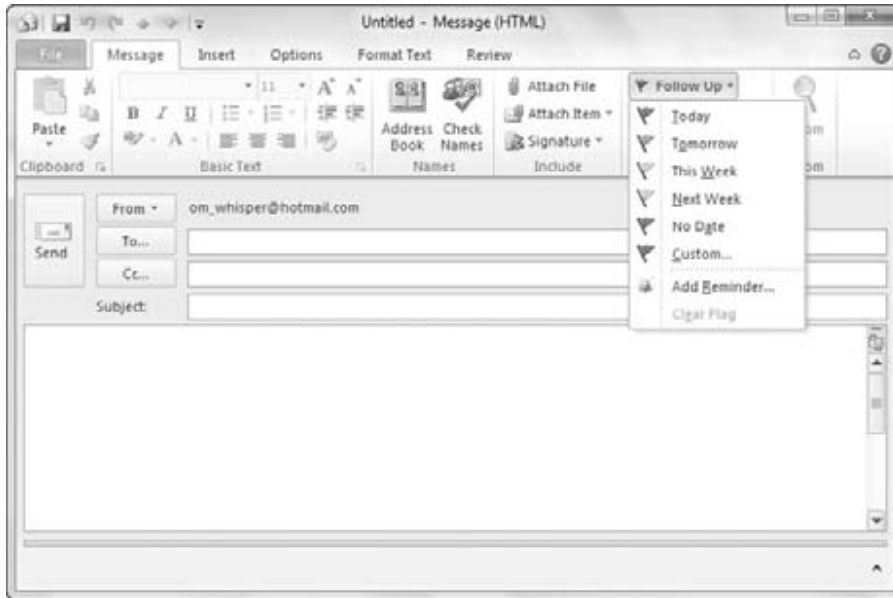 Untitled - Message (HTML)
File Message Insert Options Format Text Review
Paste
Clipboard
11
B I U
A
Basic Text
Address Book
Check Names
Names
Attach File
Attach Item
Signature
Include
Follow Up
Today
Tomorrow
This Week
Next Week
No Date
Custom...
Add Reminder...
Clear Flag
Send
From
om_whisper@hotmail.com
To...
Cc...
Subject: